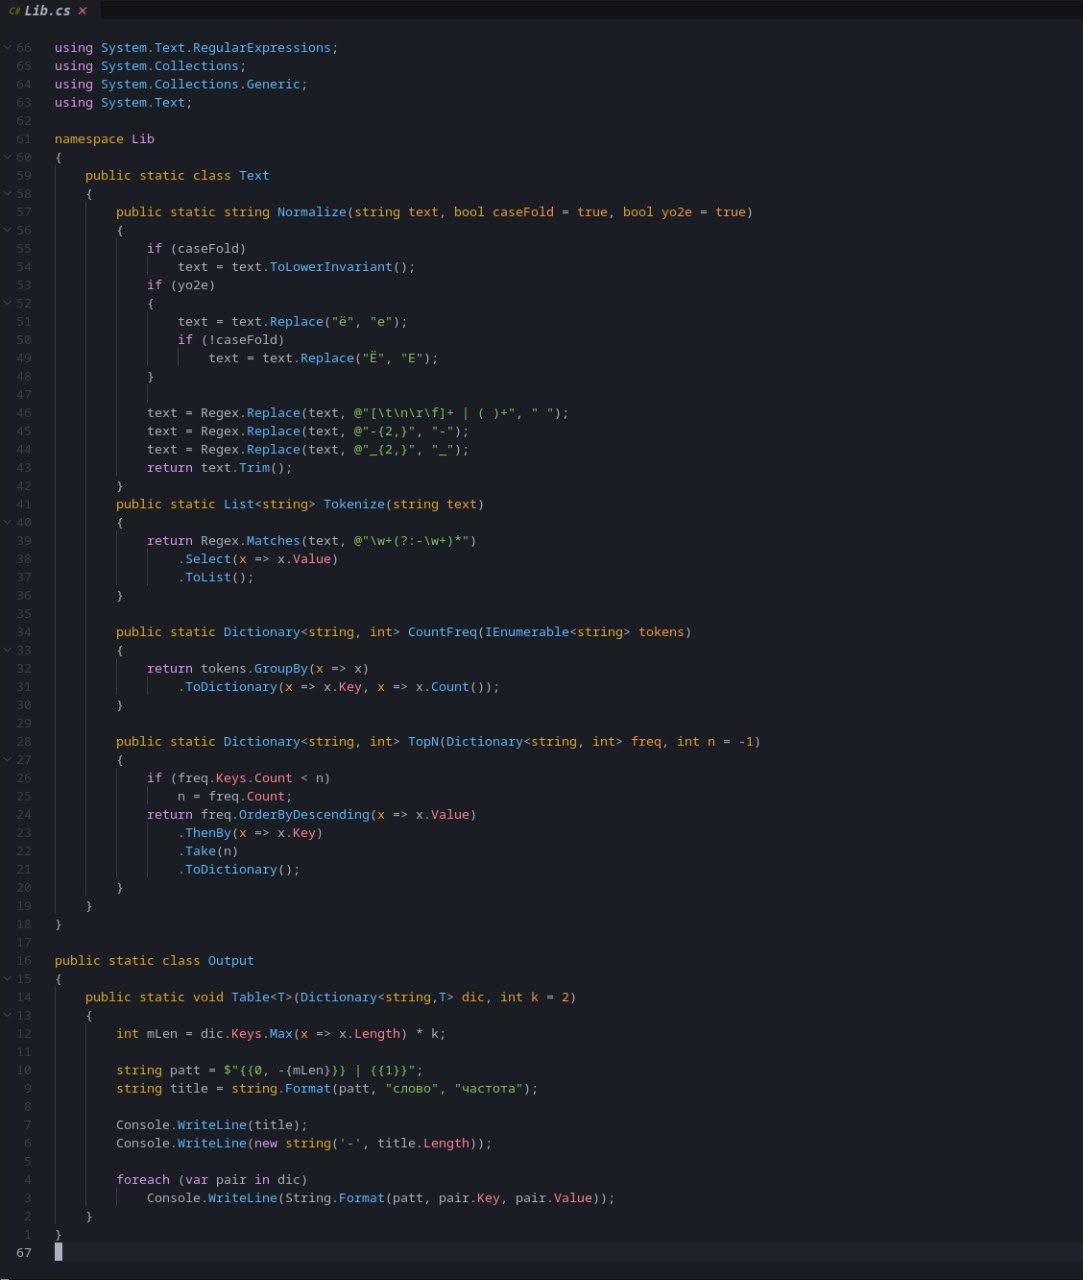 C# Lib.cs ×
66 using System.Text.RegularExpressions;
65 using System.Collections;
64 using System.Collections.Generic;
63 using System.Text;
62
61 namespace Lib
60 {
59     public static class Text
58     {
57         public static string Normalize(string text, bool caseFold = true, bool yo2e = true)
56         {
55             if (caseFold)
54                 text = text.ToLowerInvariant();
53             if (yo2e)
52             {
51                 text = text.Replace("ё", "е");
50                 if (!caseFold)
49                     text = text.Replace("Ё", "Е");
48             }
47
46             text = Regex.Replace(text, @"[\t\n\r\f]+ | ( )+", " ");
45             text = Regex.Replace(text, @"-{2,}", "-");
44             text = Regex.Replace(text, @"_{2,}", "_");
43             return text.Trim();
42         }
41         public static List<string> Tokenize(string text)
40         {
39             return Regex.Matches(text, @"\w+(?:-\w+)*")
38                 .Select(x => x.Value)
37                 .ToList();
36         }
35
34         public static Dictionary<string, int> CountFreq(IEnumerable<string> tokens)
33         {
32             return tokens.GroupBy(x => x)
31                 .ToDictionary(x => x.Key, x => x.Count());
30         }
29
28         public static Dictionary<string, int> TopN(Dictionary<string, int> freq, int n = -1)
27         {
26             if (freq.Keys.Count < n)
25                 n = freq.Count;
24             return freq.OrderByDescending(x => x.Value)
23                 .ThenBy(x => x.Key)
22                 .Take(n)
21                 .ToDictionary();
20         }
19     }
18 }
17
16 public static class Output
15 {
14     public static void Table<T>(Dictionary<string,T> dic, int k = 2)
13     {
12         int mLen = dic.Keys.Max(x => x.Length) * k;
11
10         string patt = $"{{0, -{mLen}}} | {{1}}";
9         string title = string.Format(patt, "слово", "частота");
8
7         Console.WriteLine(title);
6         Console.WriteLine(new string('-', title.Length));
5
4         foreach (var pair in dic)
3             Console.WriteLine(String.Format(patt, pair.Key, pair.Value));
2     }
1 }
67